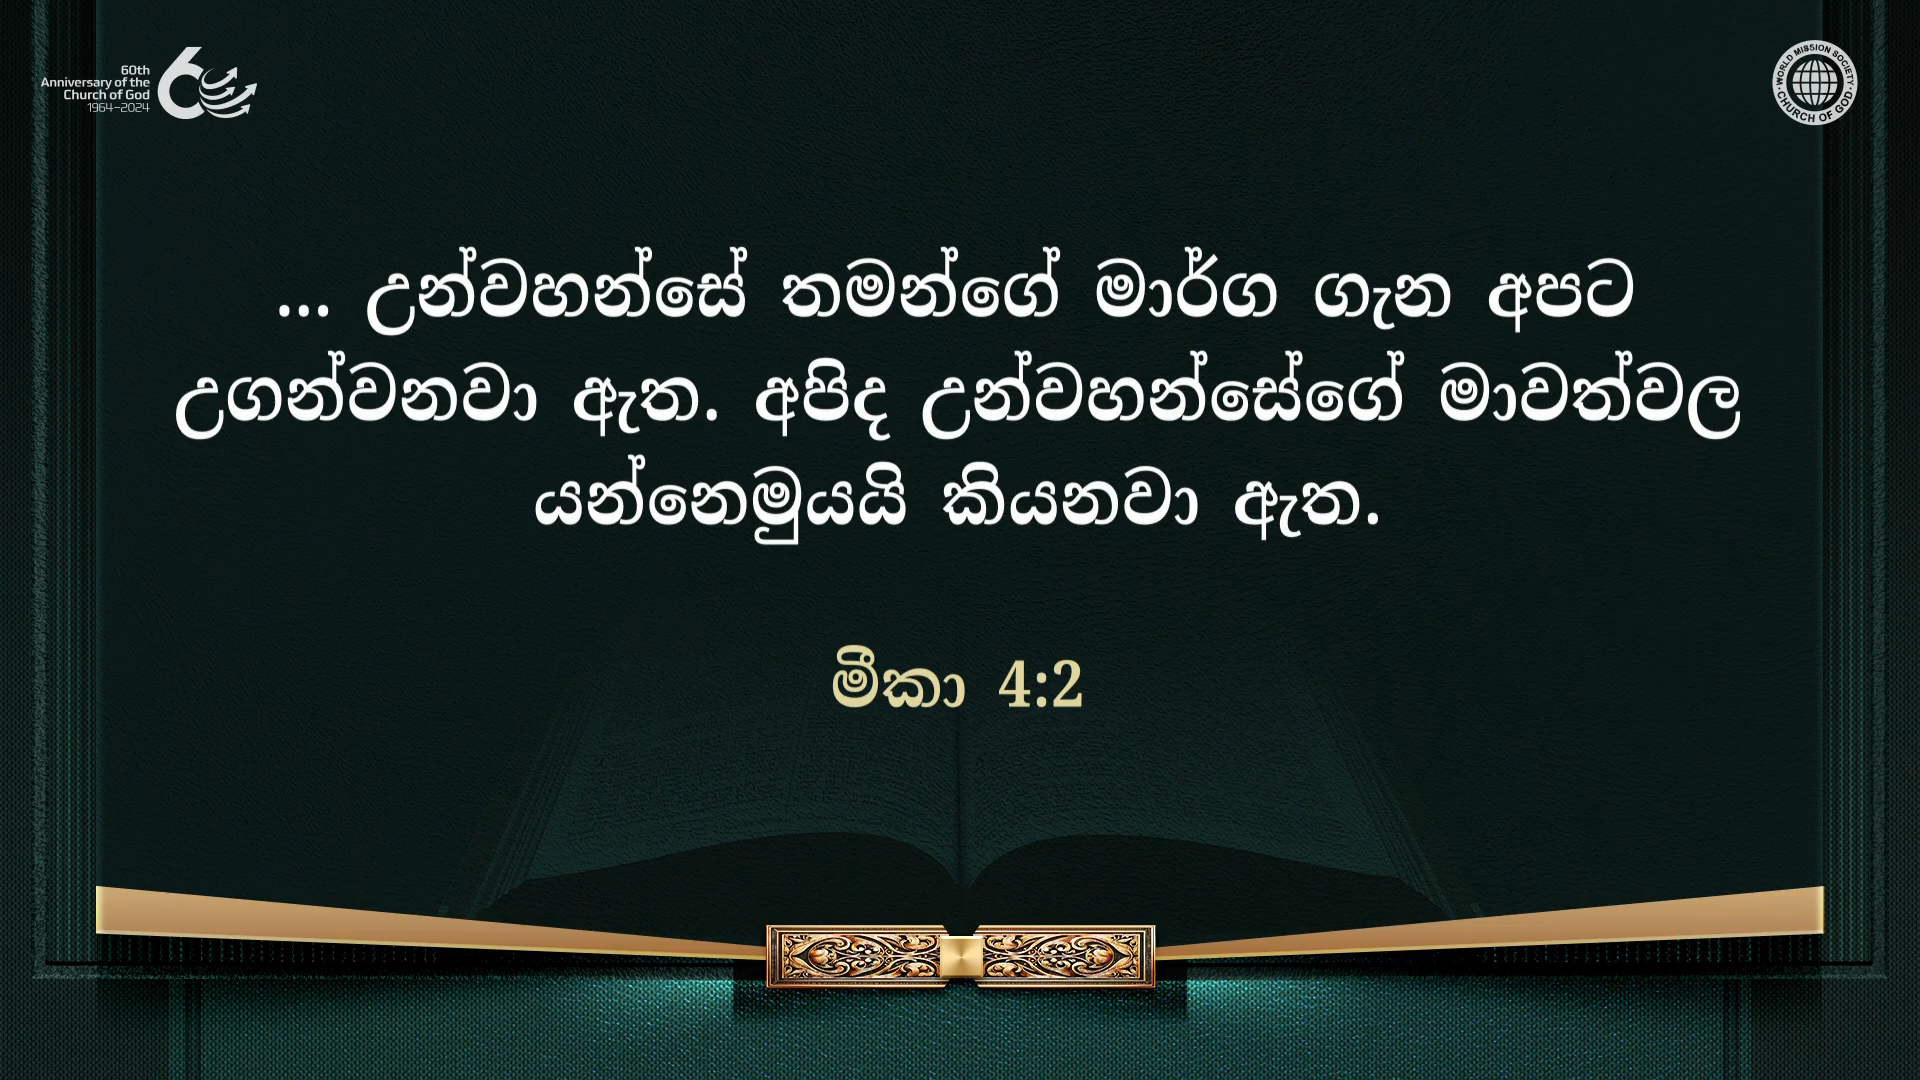 60th
Anniversary of the
Church of God
1964–2024
WORLD MISSION SOCIETY
CHURCH OF GOD
... උන්වහන්සේ තමන්ගේ මාර්ග ගැන අපට
උගන්වනවා ඇත. අපිද උන්වහන්සේගේ මාවත්වල
යන්නෙමුයයි කියනවා ඇත.
මීකා 4:2